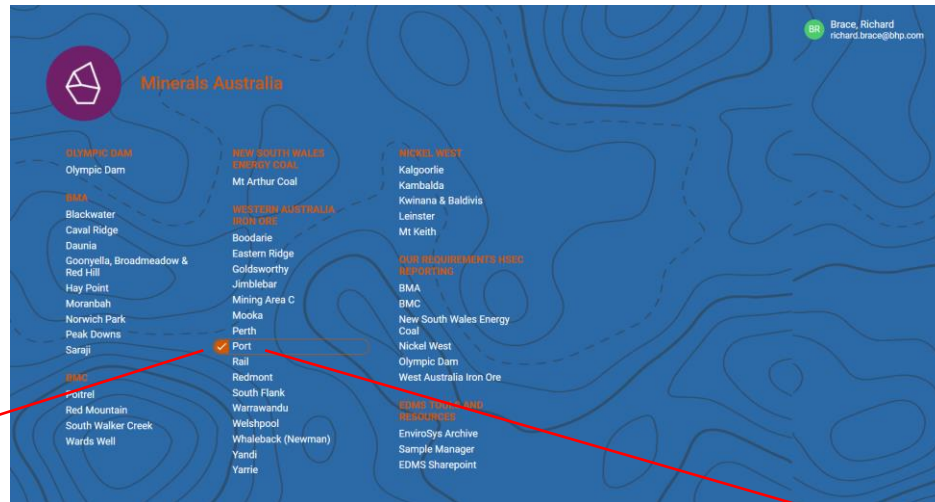 BR
Brace, Richard
richard.brace@bhp.com
Minerals Australia
OLYMPIC DAM
Olympic Dam
BMA
Blackwater
Caval Ridge
Daunia
Goonyella, Broadmeadow &
Red Hill
Hay Point
Moranbah
Norwich Park
Peak Downs
Saraji
BMC
Poitrel
Red Mountain
South Walker Creek
Wards Well
NEW SOUTH WALES
ENERGY COAL
Mt Arthur Coal
WESTERN AUSTRALIA
IRON ORE
Boodarie
Eastern Ridge
Goldsworthy
Jimblebar
Mining Area C
Mooka
Perth
Port
Rail
Redmont
South Flank
Warrawandu
Welshpool
Whaleback (Newman)
Yandi
Yarrie
NICKEL WEST
Kalgoorlie
Kambalda
Kwinana & Baldivis
Leinster
Mt Keith
OUR REQUIREMENTS HSEC
REPORTING
BMA
BMC
New South Wales Energy
Coal
Nickel West
Olympic Dam
West Australia Iron Ore
EDMS TOOLS AND
RESOURCES
EnviroSys Archive
Sample Manager
EDMS Sharepoint